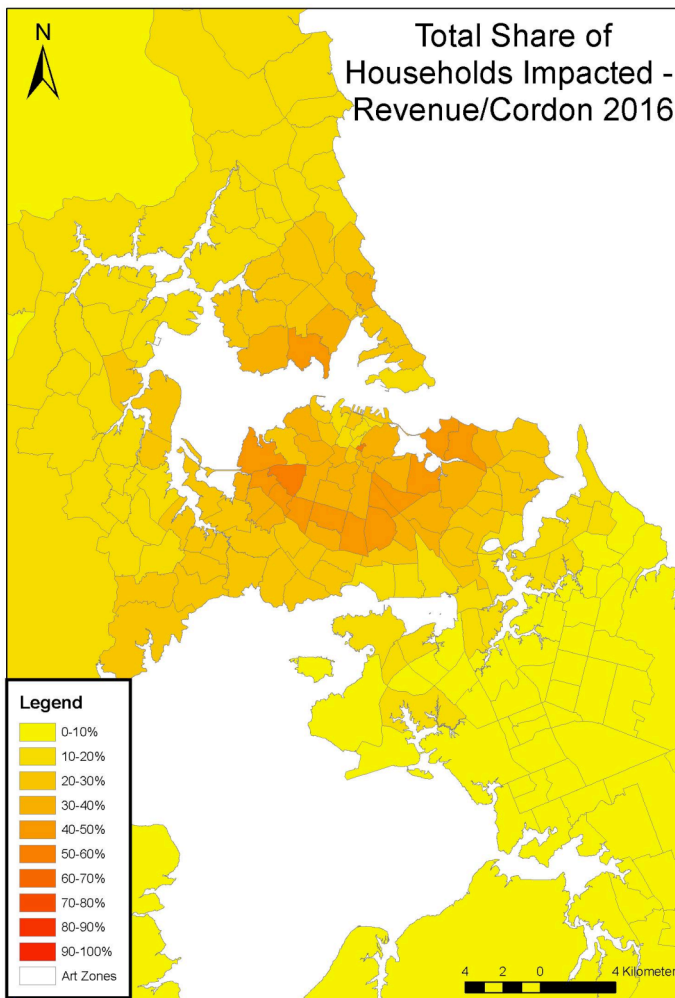 N
Total Share of
Households Impacted -
Revenue/Cordon 2016
Legend
0-10%
10-20%
20-30%
30-40%
40-50%
50-60%
60-70%
70-80%
80-90%
90-100%
Art Zones
4 2 0 4 Kilometer